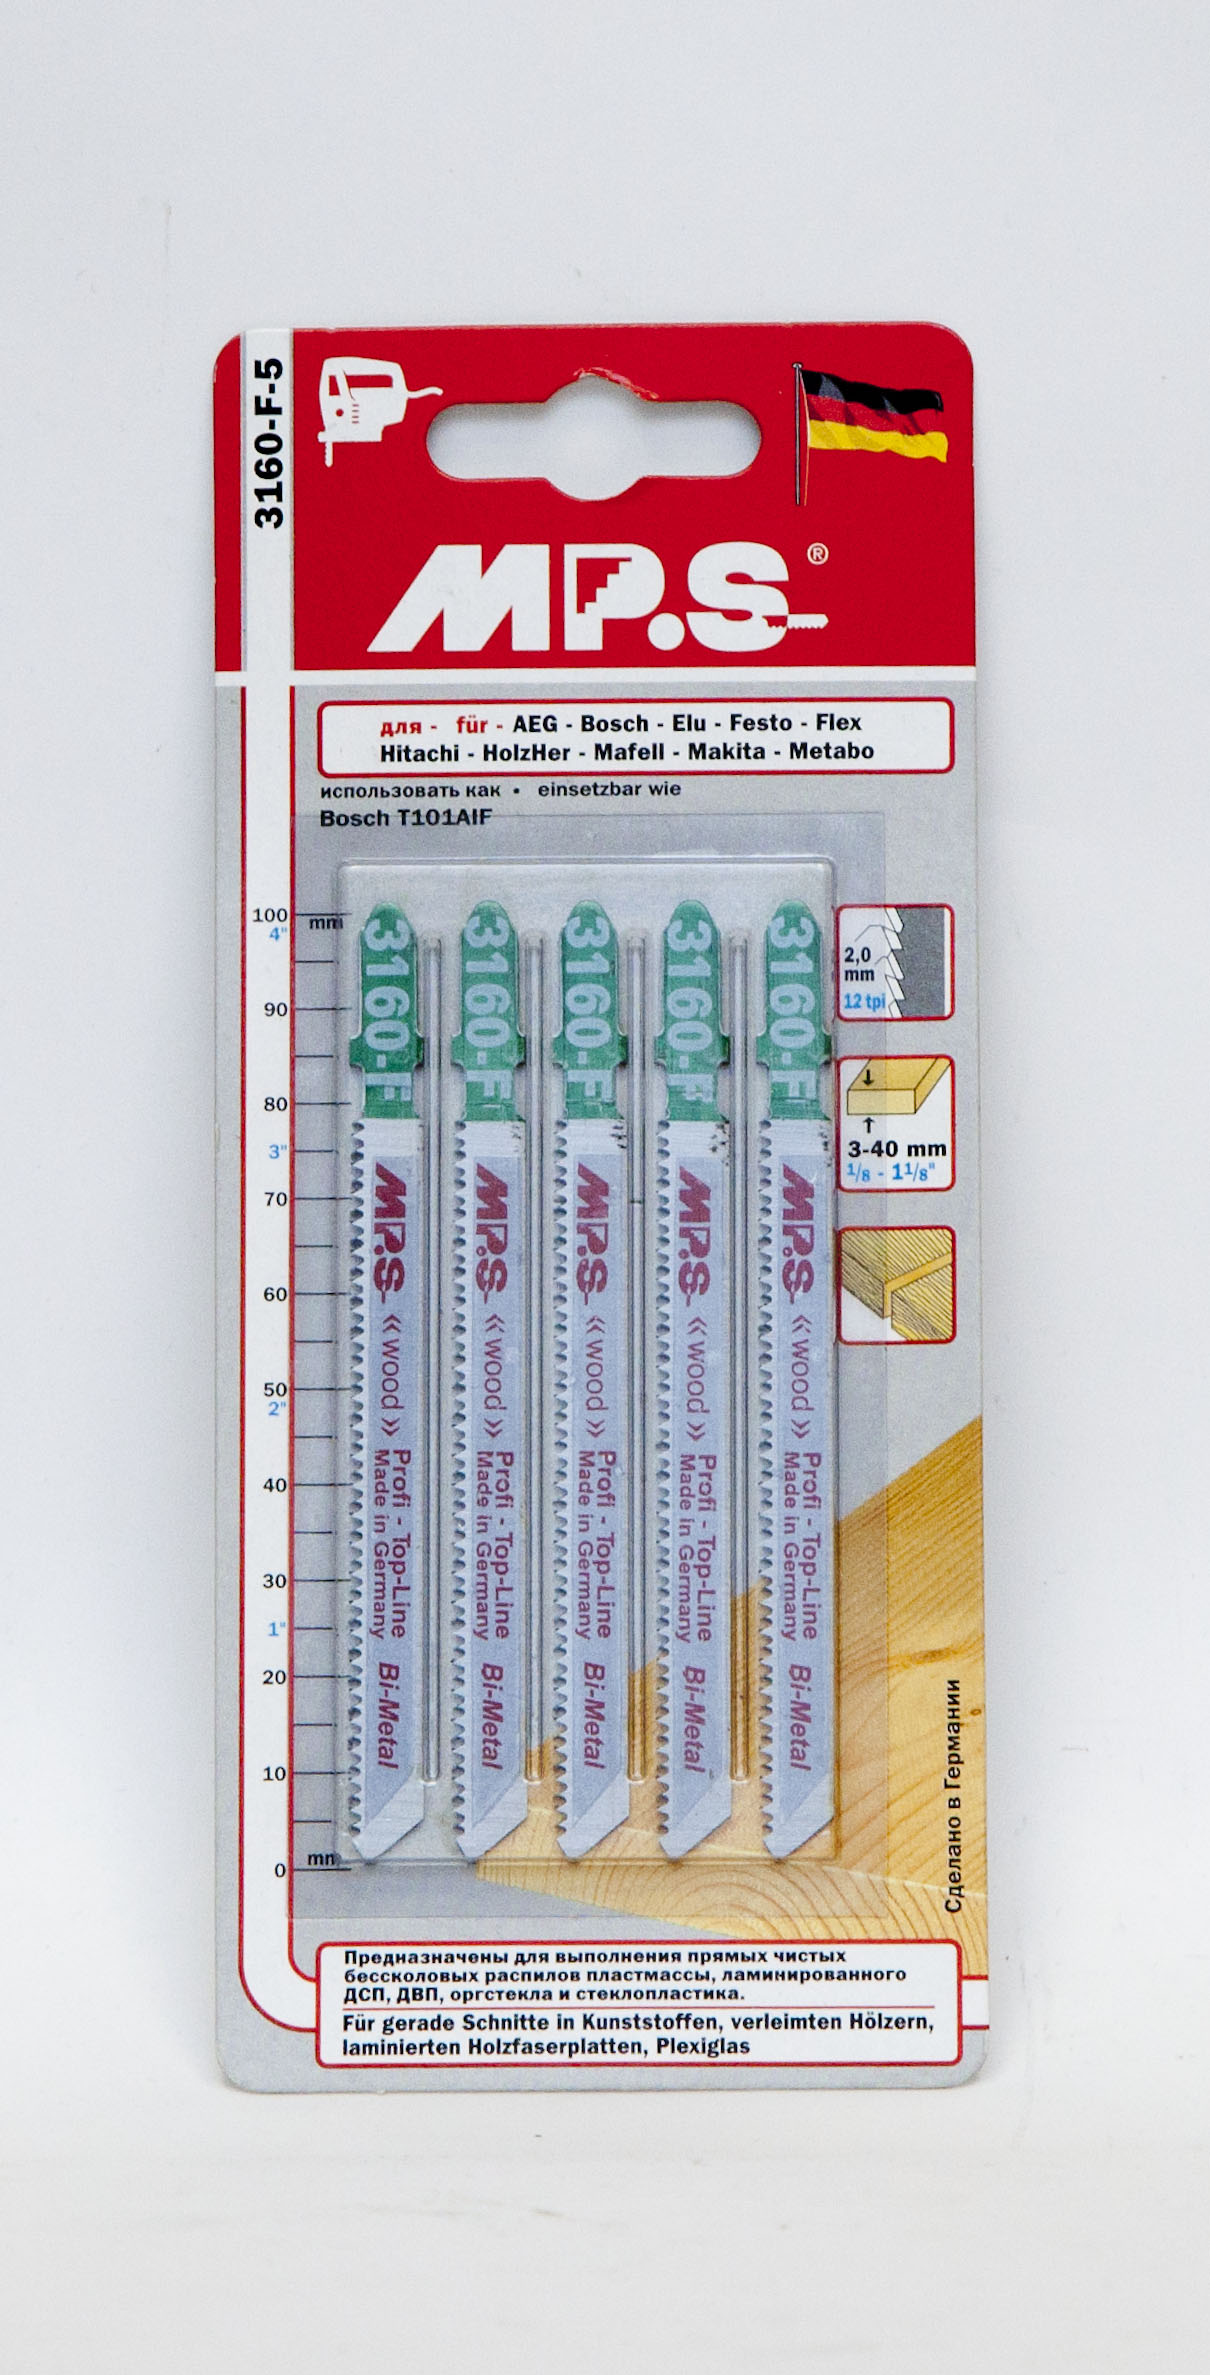 3160-F-5
MP.S®
для - für - AEG - Bosch - Elu - Festo - Flex
Hitachi - HolzHer - Mafell - Makita - Metabo
использовать как • einsetzbar wie
Bosch T101AIF
100 mm
4"
90
80
3"
70
60
50
2"
40
30
1"
20
10
0 mm
3160-F
MP.S «wood» Profi - Top-Line
Made in Germany Bi-Metal
3160-F
MP.S «wood» Profi - Top-Line
Made in Germany Bi-Metal
3160-F
MP.S «wood» Profi - Top-Line
Made in Germany Bi-Metal
3160-F
MP.S «wood» Profi - Top-Line
Made in Germany Bi-Metal
3160-F
MP.S «wood» Profi - Top-Line
Made in Germany Bi-Metal
2,0
mm
12 tpi
3-40 mm
1/8 - 11/8"
Сделано в Германии
Предназначены для выполнения прямых чистых
бессколовых распилов пластмассы, ламинированного
ДСП, ДВП, оргстекла и стеклопластика.
Für gerade Schnitte in Kunststoffen, verleimten Hölzern,
laminierten Holzfaserplatten, Plexiglas